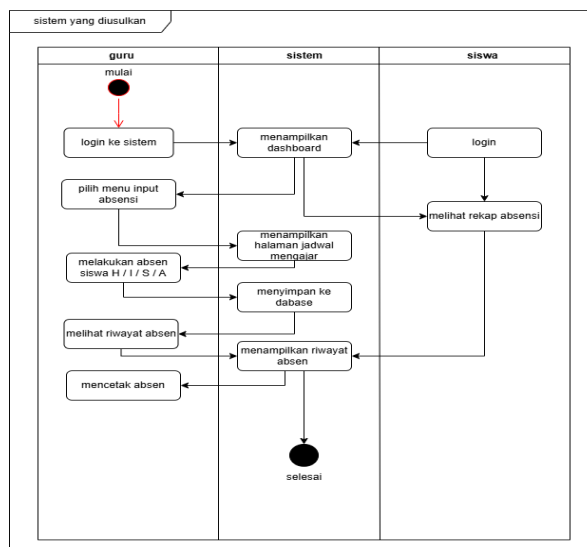 sistem yang diusulkan
guru
sistem
siswa
mulai
login ke sistem
menampilkan
dashboard
login
pilih menu input
absensi
melihat rekap absensi
menampilkan
halaman jadwal
mengajar
melakukan absen
siswa H / I / S / A
menyimpan ke
dabase
melihat riwayat absen
menampilkan riwayat
absen
mencetak absen
selesai